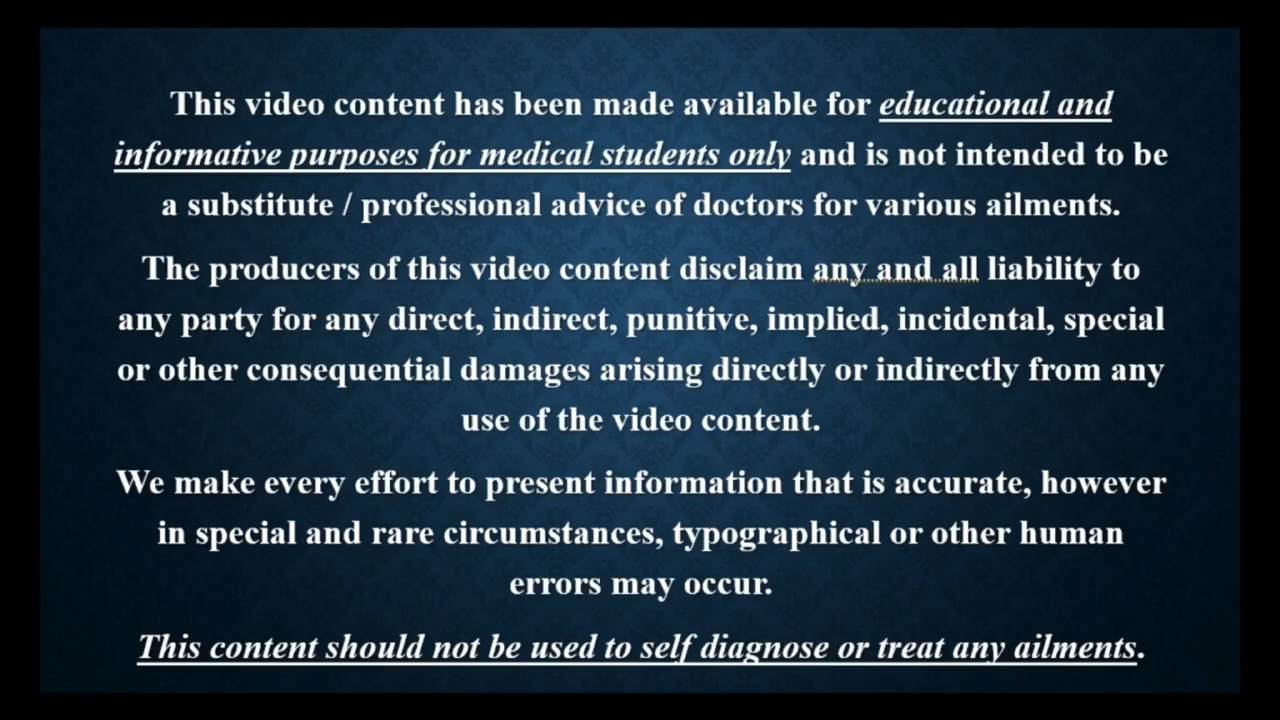 This video content has been made available for educational and
informative purposes for medical students only and is not intended to be
a substitute / professional advice of doctors for various ailments.
The producers of this video content disclaim any and all liability to
any party for any direct, indirect, punitive, implied, incidental, special
or other consequential damages arising directly or indirectly from any
use of the video content.
We make every effort to present information that is accurate, however
in special and rare circumstances, typographical or other human
errors may occur.
This content should not be used to self diagnose or treat any ailments.